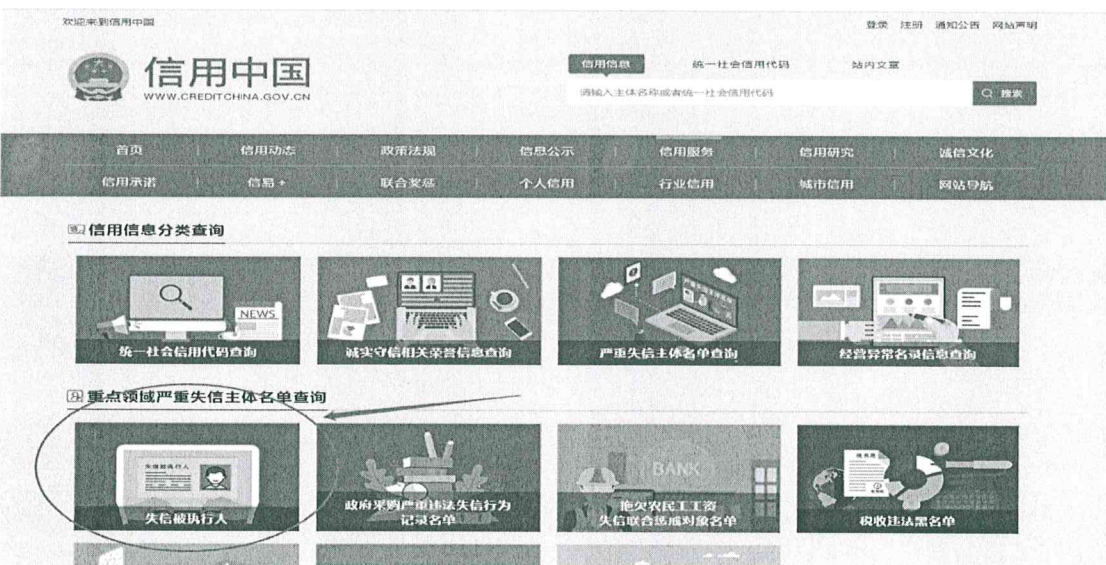 欢迎来到信用中国
登录 注册 通知公告 网站声明
信用中国
WWW.CREDITCHINA.GOV.CN
信用信息 统一社会信用代码 站内文章
请输入主体名称或者统一社会信用代码
搜索
首页 信用动态 政策法规 信息公示 信用服务 信用研究 诚信文化
信用承诺 信易+ 联合奖惩 个人信用 行业信用 城市信用 网站导航
信用信息分类查询
NEWS
统一社会信用代码查询
诚实守信相关荣誉信息查询
严重失信主体名单查询
经营异常名录信息查询
重点领域严重失信主体名单查询
失信被执行人
失信被执行人
政府采购严重违法失信行为
记录名单
BANK
拖欠农民工工资
失信联合惩戒对象名单
税收违法黑名单